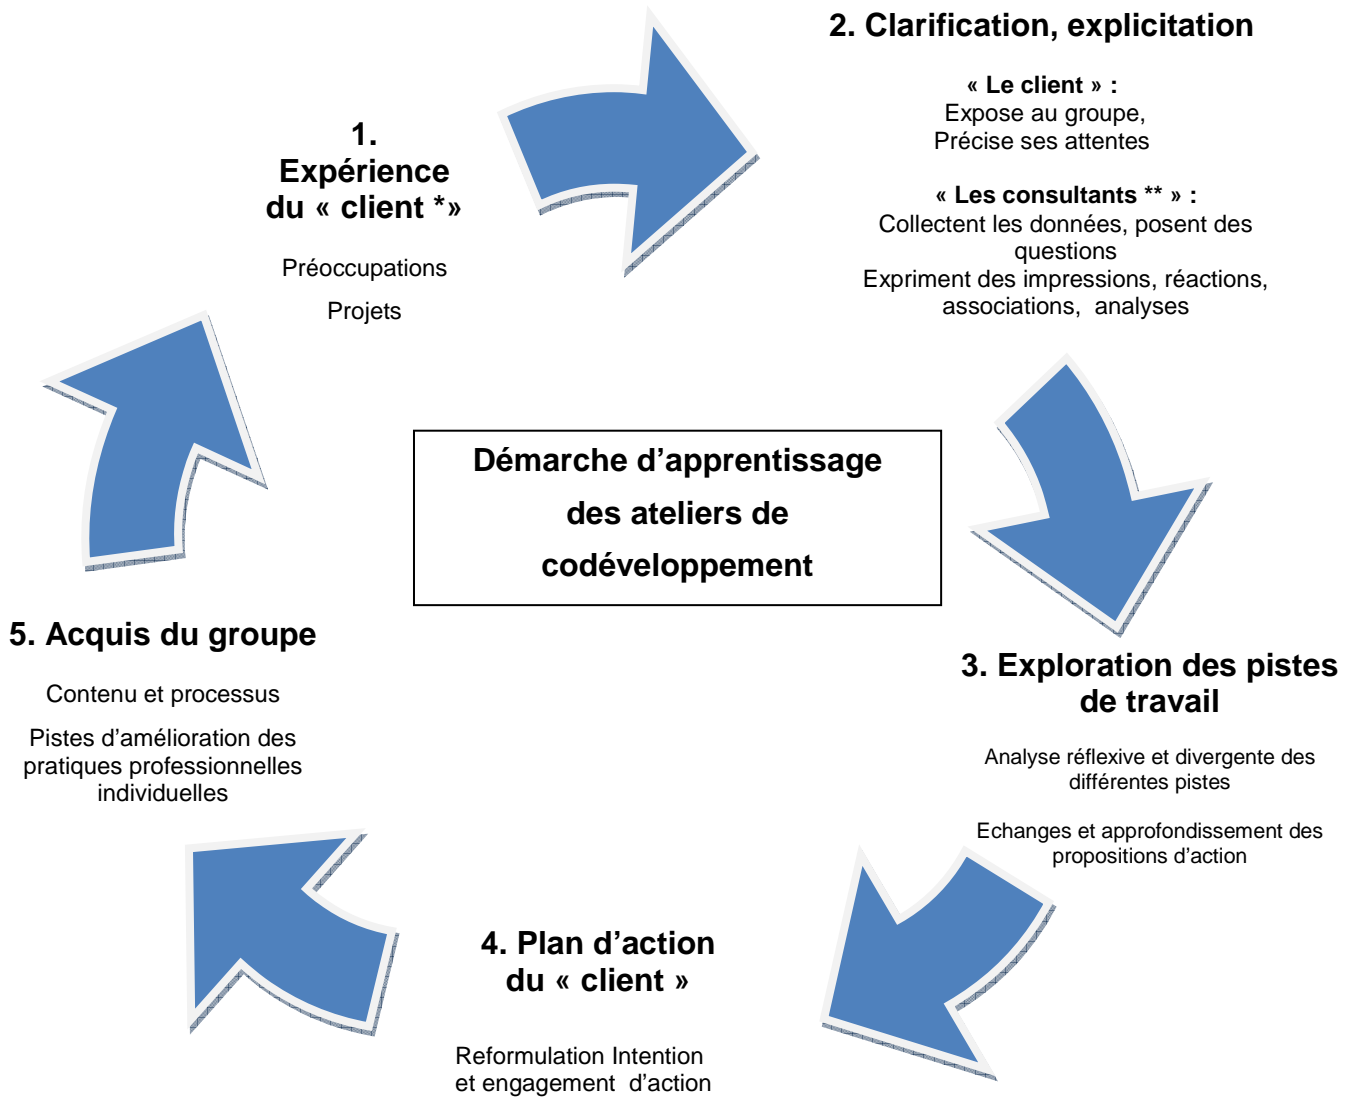 1.
Expérience
du « client *»
Préoccupations
Projets
2. Clarification, explicitation
« Le client » :
Expose au groupe,
Précise ses attentes
« Les consultants ** » :
Collectent les données, posent des
questions
Expriment des impressions, réactions,
associations, analyses
Démarche d’apprentissage
des ateliers de
codéveloppement
3. Exploration des pistes
de travail
Analyse réflexive et divergente des
différentes pistes
Echanges et approfondissement des
propositions d’action
4. Plan d’action
du « client »
Reformulation Intention
et engagement d’action
5. Acquis du groupe
Contenu et processus
Pistes d’amélioration des
pratiques professionnelles
individuelles